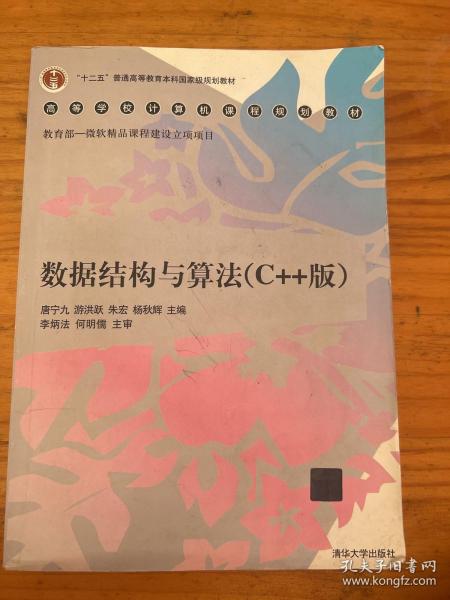 “十二五”普通高等教育本科国家级规划教材
高等学校计算机课程规划教材
教育部—微软精品课程建设立项项目
数据结构与算法(C++版)
唐宁九 游洪跃 朱宏 杨秋辉 主编
李炳法 何明儒 主审
清华大学出版社
孔夫子旧书网
www.kongfz.com